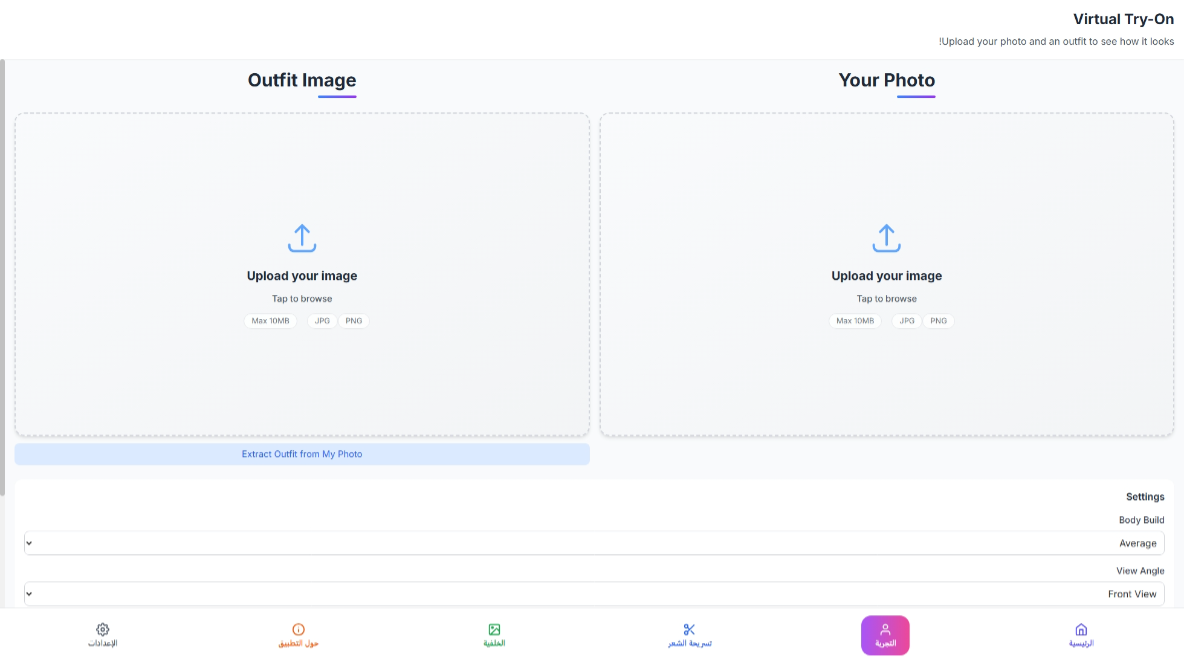 Virtual Try-On
!Upload your photo and an outfit to see how it looks
Your Photo
Upload your image
Tap to browse
Max 10MB
JPG
PNG
Outfit Image
Upload your image
Tap to browse
Max 10MB
JPG
PNG
Extract Outfit from My Photo
Settings
Body Build
Average
View Angle
Front View
الرئيسية
التجربة
تسريحة الشعر
الخلفية
حول التطبيق
الإعدادات